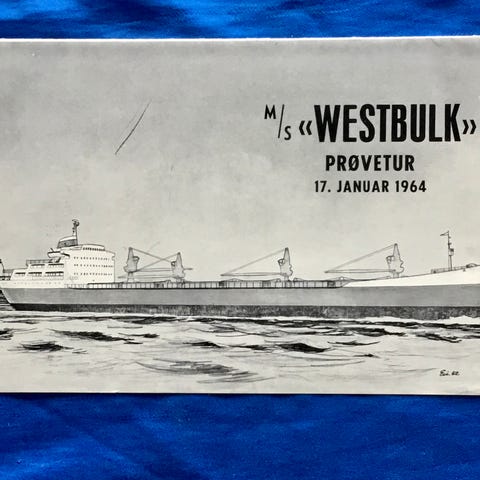 M/S «WESTBULK»
PRØVETUR
17. JANUAR 1964